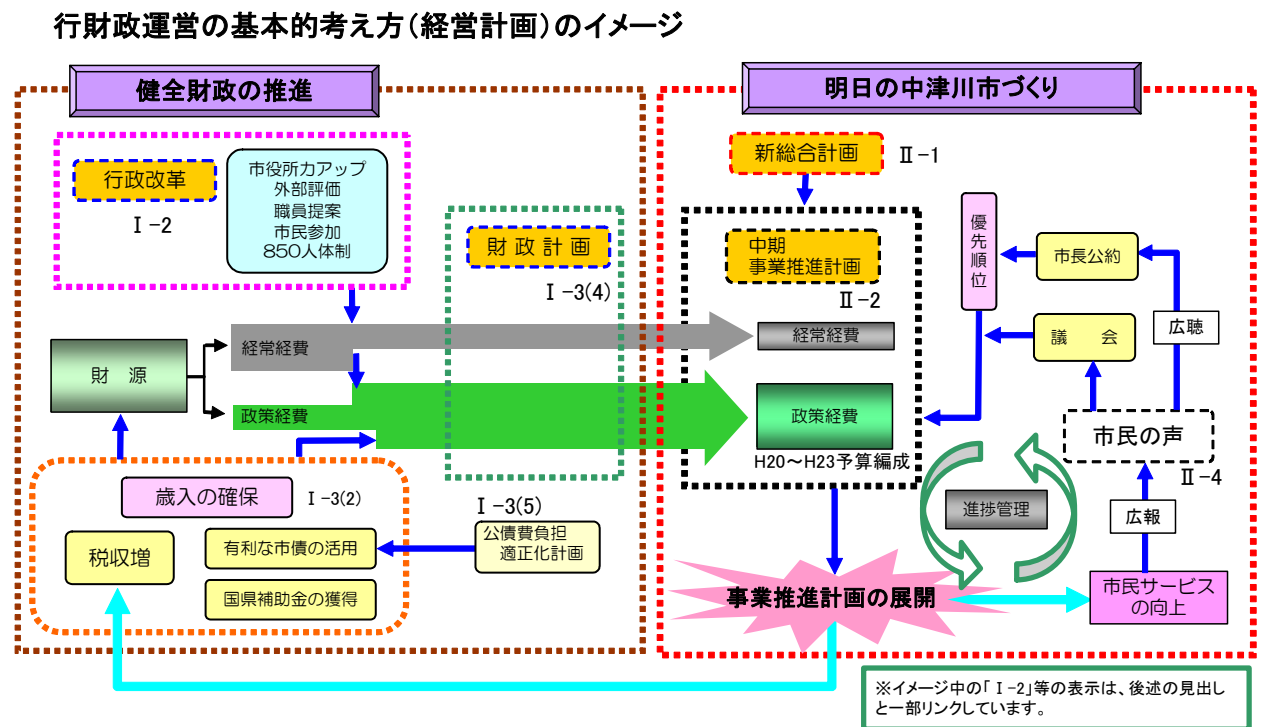 行財政運営の基本的考え方(経営計画)のイメージ
健全財政の推進
行政改革
Ⅰ-2
市役所力アップ
外部評価
職員提案
市民参加
850人体制
財政計画
Ⅰ-3(4)
財 源
経常経費
政策経費
歳入の確保
Ⅰ-3(2)
税収増
有利な市債の活用
国県補助金の獲得
Ⅰ-3(5)
公債費負担
適正化計画
明日の中津川市づくり
新総合計画
Ⅱ-1
中期
事業推進計画
Ⅱ-2
経常経費
政策経費
H20~H23予算編成
優先順位
市長公約
議 会
広聴
市民の声
Ⅱ-4
広報
進捗管理
事業推進計画の展開
市民サービス
の向上
※イメージ中の「Ⅰ-2」等の表示は、後述の見出し
と一部リンクしています。